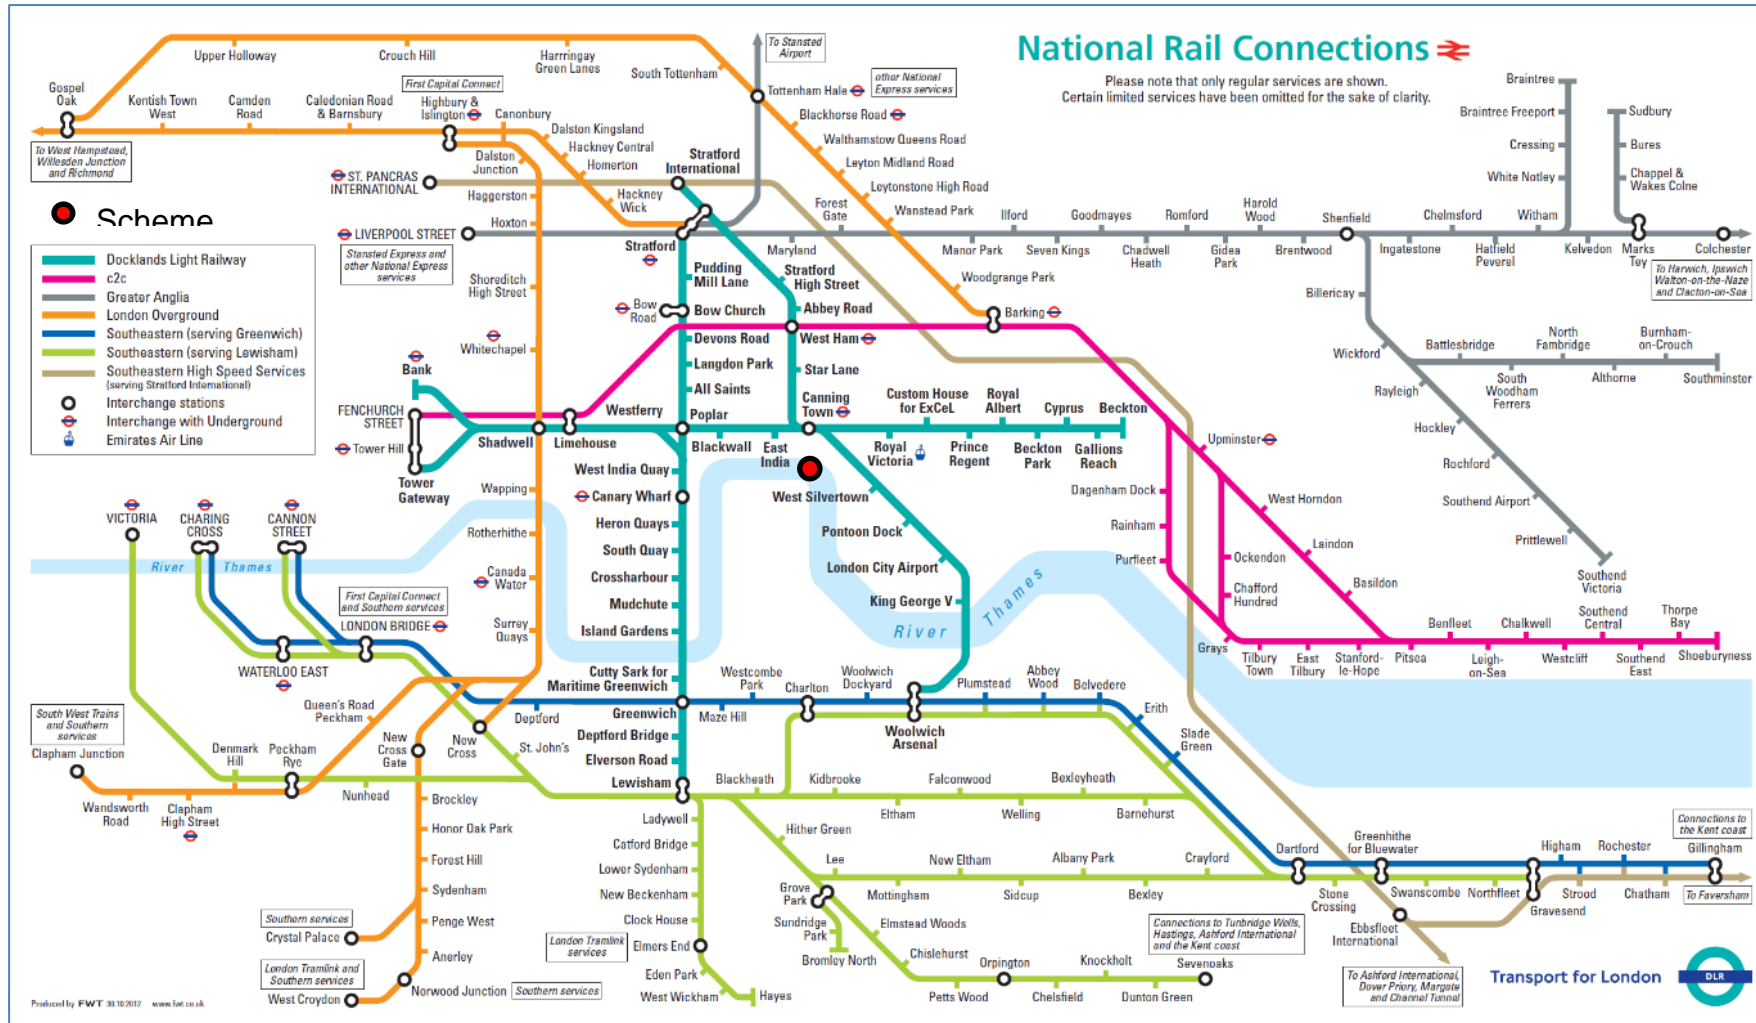 National Rail Connections
Please note that only regular services are shown.
Certain limited services have been omitted for the sake of clarity.
To Stansted
Airport
other National
Express services
First Capital Connect
Gospel
Oak
Upper Holloway
Crouch Hill
Harrringay
Green Lanes
South Tottenham
Tottenham Hale
Blackhorse Road
Walthamstow Queens Road
Leyton Midland Road
Leytonstone High Road
Wanstead Park
Woodgrange Park
Barking
Kentish Town
West
Camden
Road
Caledonian Road
& Barnsbury
Highbury &
Islington
Canonbury
Dalston Kingsland
Hackney Central
Homerton
Hackney
Wick
To West Hampstead,
Willesden Junction
and Richmond
Dalston
Junction
Haggerston
Hoxton
Shoreditch
High Street
Whitechapel
ST. PANCRAS
INTERNATIONAL
Stratford
International
LIVERPOOL STREET
Stansted Express and
other National Express
services
Stratford
Scheme
Docklands Light Railway
c2c
Greater Anglia
London Overground
Southeastern (serving Greenwich)
Southeastern (serving Lewisham)
Southeastern High Speed Services
(serving Stratford International)
Interchange stations
Interchange with Underground
Emirates Air Line
Maryland
Forest
Gate
Manor Park
Ilford
Seven Kings
Goodmayes
Chadwell
Heath
Romford
Gidea
Park
Harold
Wood
Brentwood
Shenfield
Ingatestone
Chelmsford
Hatfield
Peverel
Witham
Kelvedon
Marks
Tey
Colchester
To Harwich, Ipswich
Walton-on-the-Naze
and Clacton-on-Sea
Braintree
Braintree Freeport
Cressing
White Notley
Sudbury
Bures
Chappel &
Wakes Colne
Billericay
Wickford
Battlesbridge
South
Woodham
Ferrers
North
Fambridge
Althorne
Burnham-
on-Crouch
Southminster
Rayleigh
Hockley
Rochford
Southend Airport
Prittlewell
Southend
Victoria
Pudding
Mill Lane
Bow
Road
Bow Church
Devons Road
Langdon Park
All Saints
Poplar
Stratford
High Street
Abbey Road
West Ham
Star Lane
Canning
Town
Bank
FENCHURCH
STREET
Tower Hill
Tower
Gateway
Shadwell
Limehouse
Westferry
Blackwall
East
India
Custom House
for ExCeL
Royal
Albert
Cyprus
Beckton
Royal
Victoria
Prince
Regent
Beckton
Park
Gallions
Reach
West Silvertown
Pontoon Dock
London City Airport
King George V
West India Quay
Canary Wharf
Heron Quays
South Quay
Crossharbour
Mudchute
Island Gardens
Cutty Sark for
Maritime Greenwich
Greenwich
Deptford Bridge
Elverson Road
Lewisham
Wapping
Rotherhithe
Canada
Water
Surrey
Quays
Upminster
Dagenham Dock
Rainham
Purfleet
Ockendon
Chafford
Hundred
West Horndon
Laindon
Basildon
Grays
Tilbury
Town
East
Tilbury
Stanford-
le-Hope
Pitsea
Benfleet
Leigh-
on-Sea
Chalkwell
Westcliff
Southend
Central
Southend
East
Thorpe
Bay
Shoeburyness
VICTORIA
CHARING
CROSS
CANNON
STREET
River Thames
River Thames
First Capital Connect
and Southern services
LONDON BRIDGE
WATERLOO EAST
South West Trains
and Southern
services
Clapham Junction
Wandsworth
Road
Clapham
High Street
Denmark
Hill
Peckham
Rye
Queen's Road
Peckham
Nunhead
New
Cross
Gate
New
Cross
Deptford
St. John's
Brockley
Honor Oak Park
Forest Hill
Sydenham
Penge West
Anerley
Norwood Junction
Southern services
Southern services
Crystal Palace
London Tramlink and
Southern services
West Croydon
Maze Hill
Westcombe
Park
Charlton
Woolwich
Dockyard
Woolwich
Arsenal
Plumstead
Abbey
Wood
Belvedere
Erith
Slade
Green
Blackheath
Kidbrooke
Eltham
Falconwood
Welling
Bexleyheath
Barnehurst
Ladywell
Catford Bridge
Lower Sydenham
New Beckenham
Clock House
Elmers End
London Tramlink
services
Eden Park
West Wickham
Hayes
Hither Green
Lee
Mottingham
New Eltham
Sidcup
Albany Park
Bexley
Crayford
Grove
Park
Sundridge
Park
Bromley North
Elmstead Woods
Chislehurst
Petts Wood
Orpington
Chelsfield
Knockholt
Dunton Green
Sevenoaks
Connections to Tunbridge Wells,
Hastings, Ashford International
and the Kent coast
Dartford
Stone
Crossing
Greenhithe
for Bluewater
Swanscombe
Northfleet
Gravesend
Ebbsfleet
International
Higham
Strood
Rochester
Chatham
Gillingham
Connections to
the Kent coast
To Faversham
To Ashford International,
Dover Priory, Margate
and Channel Tunnel
Transport for London
DLR
Produced by FWT 30.10.2012 www.fwt.co.uk